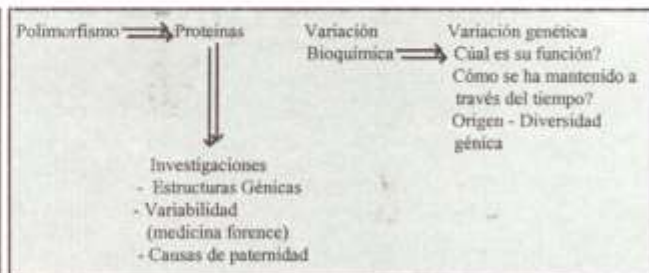 Polimorfismo Proteínas
Investigaciones
- Estructuras Génicas
- Variabilidad
(medicina forence)
- Causas de paternidad
Variación
Bioquímica
Variación genética
Cúal es su función?
Cómo se ha mantenido a
través del tiempo?
Origen - Diversidad
génica